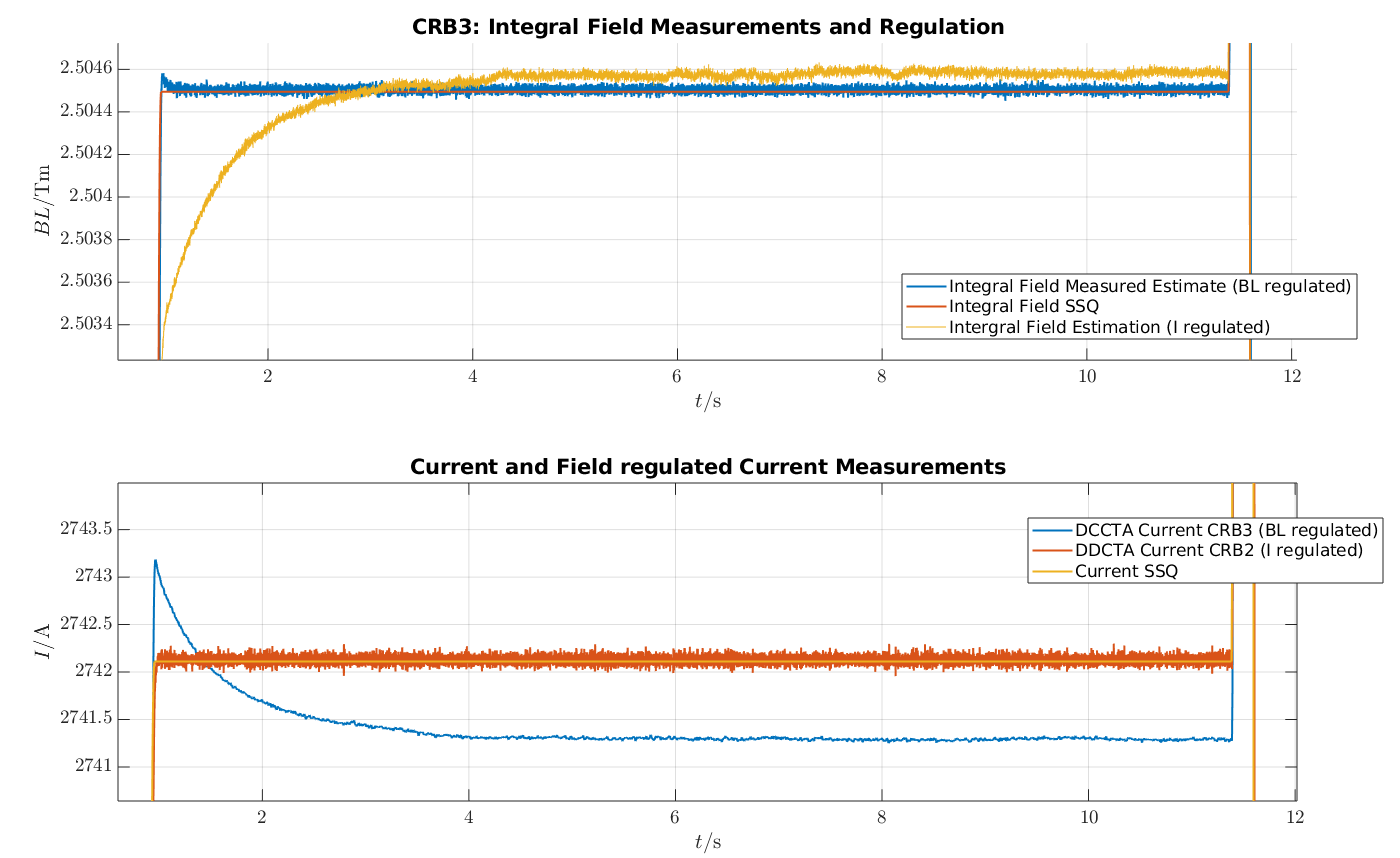 CRB3: Integral Field Measurements and Regulation
2.5046
2.5044
2.5042
2.504
2.5038
2.5036
2.5034
BL/Tm
Integral Field Measured Estimate (BL regulated)
Integral Field SSQ
Intergral Field Estimation (I regulated)
2 4 6 8 10 12
t/s
Current and Field regulated Current Measurements
2743.5
2743
2742.5
2742
2741.5
2741
I/A
DCCTA Current CRB3 (BL regulated)
DDCTA Current CRB2 (I regulated)
Current SSQ
2 4 6 8 10 12
t/s